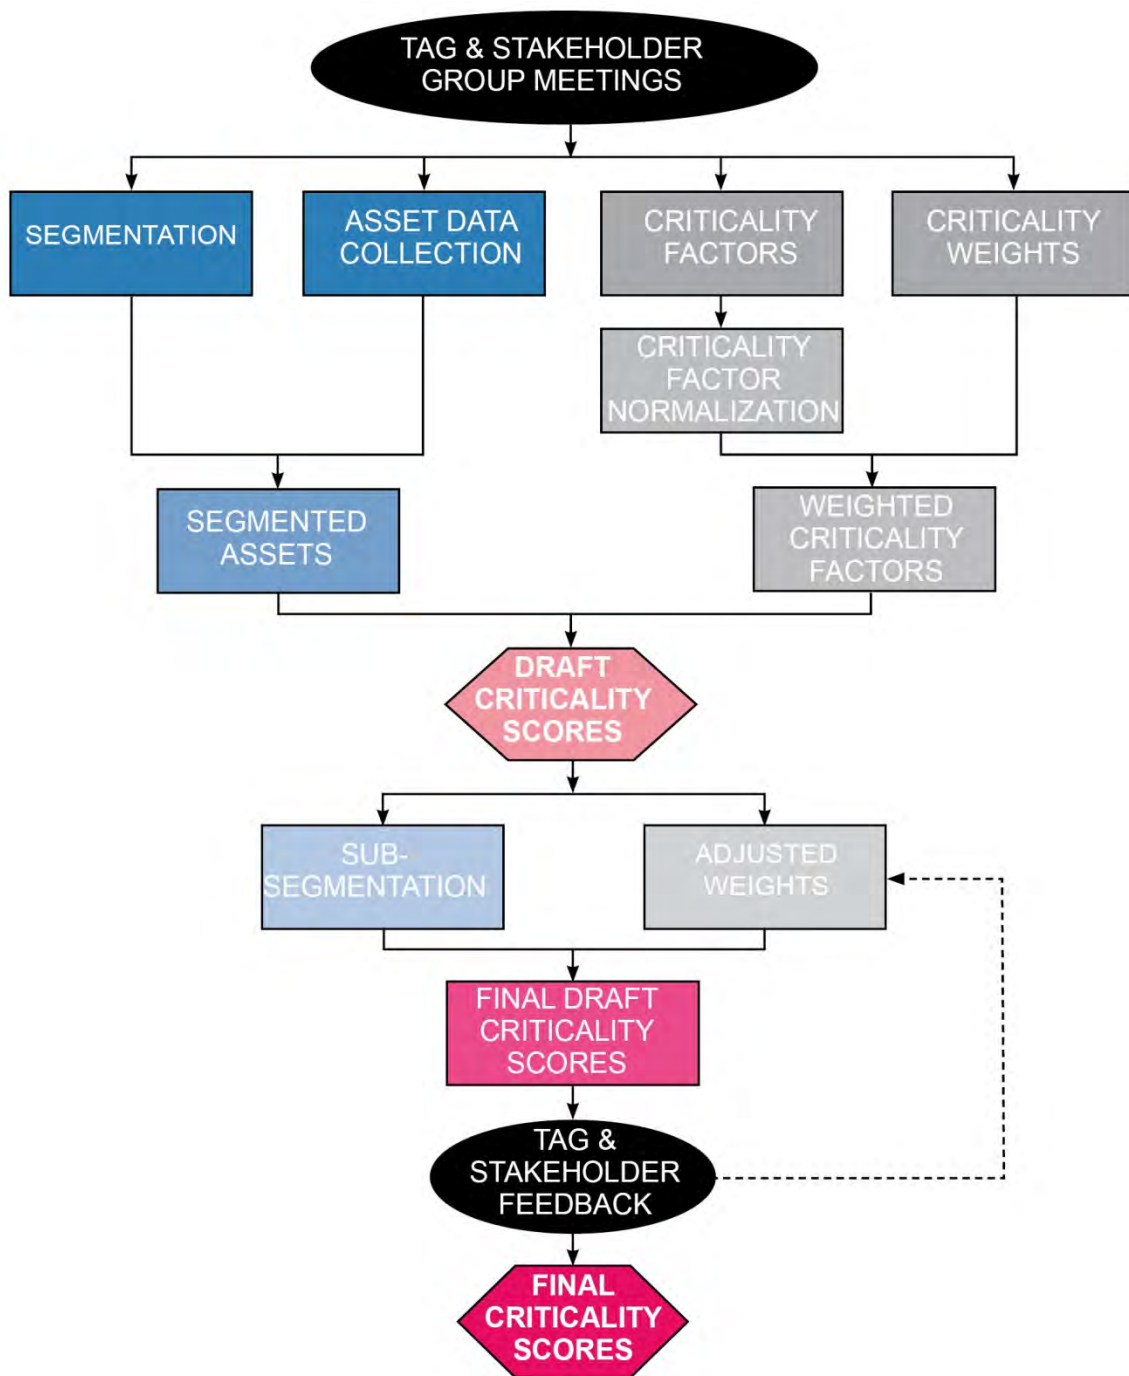 TAG & STAKEHOLDER
GROUP MEETINGS
SEGMENTATION
ASSET DATA
COLLECTION
CRITICALITY
FACTORS
CRITICALITY
WEIGHTS
CRITICALITY
FACTOR
NORMALIZATION
SEGMENTED
ASSETS
WEIGHTED
CRITICALITY
FACTORS
DRAFT
CRITICALITY
SCORES
SUB-
SEGMENTATION
ADJUSTED
WEIGHTS
FINAL DRAFT
CRITICALITY
SCORES
TAG &
STAKEHOLDER
FEEDBACK
FINAL
CRITICALITY
SCORES